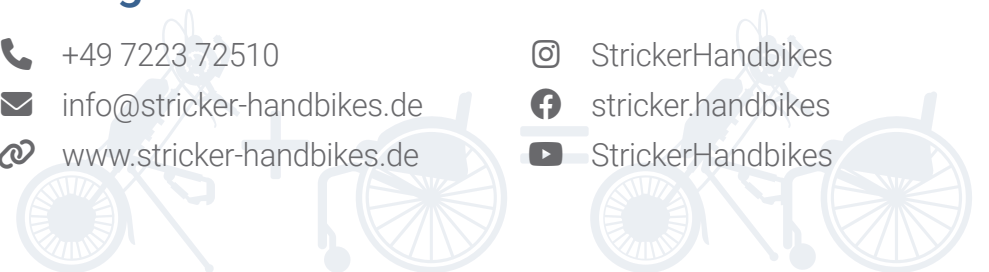 +49 7223 72510
info@stricker-handbikes.de
www.stricker-handbikes.de
StrickerHandbikes
stricker.handbikes
StrickerHandbikes